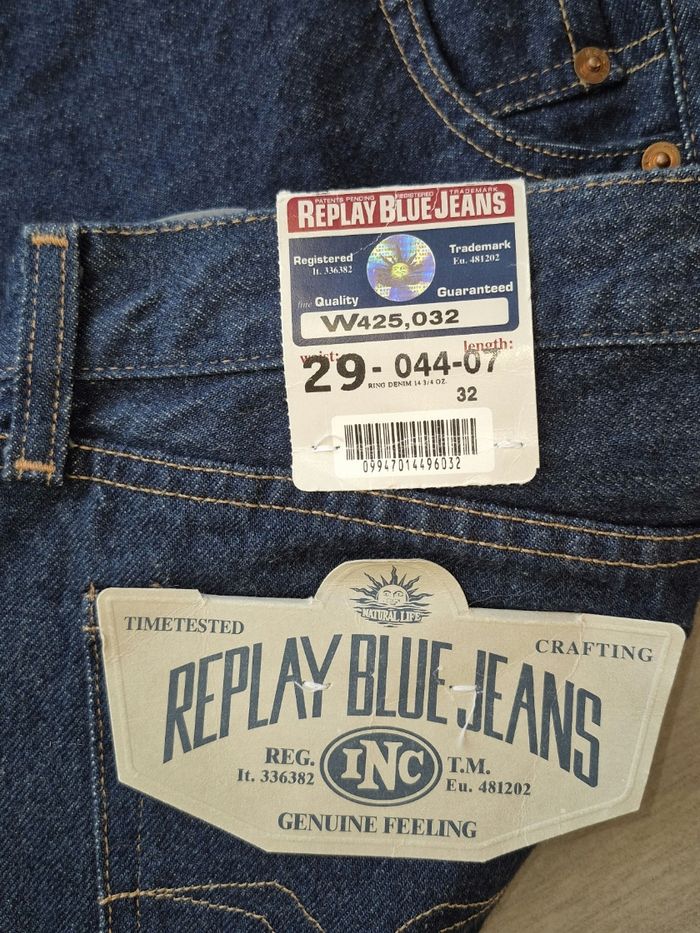 PATENTS PENDING REGISTERED TRADEMARK
REPLAY BLUE JEANS
Registered Trademark
It. 336382 Eu. 481202
fine Quality Guaranteed
W425,032
waist: length:
29 - 044-07
RING DENIM 14 3/4 OZ.
32
09947014496032
NATURAL LIFE
TIMETESTED CRAFTING
REPLAY BLUE JEANS
REG. INC T.M.
It. 336382 Eu. 481202
GENUINE FEELING